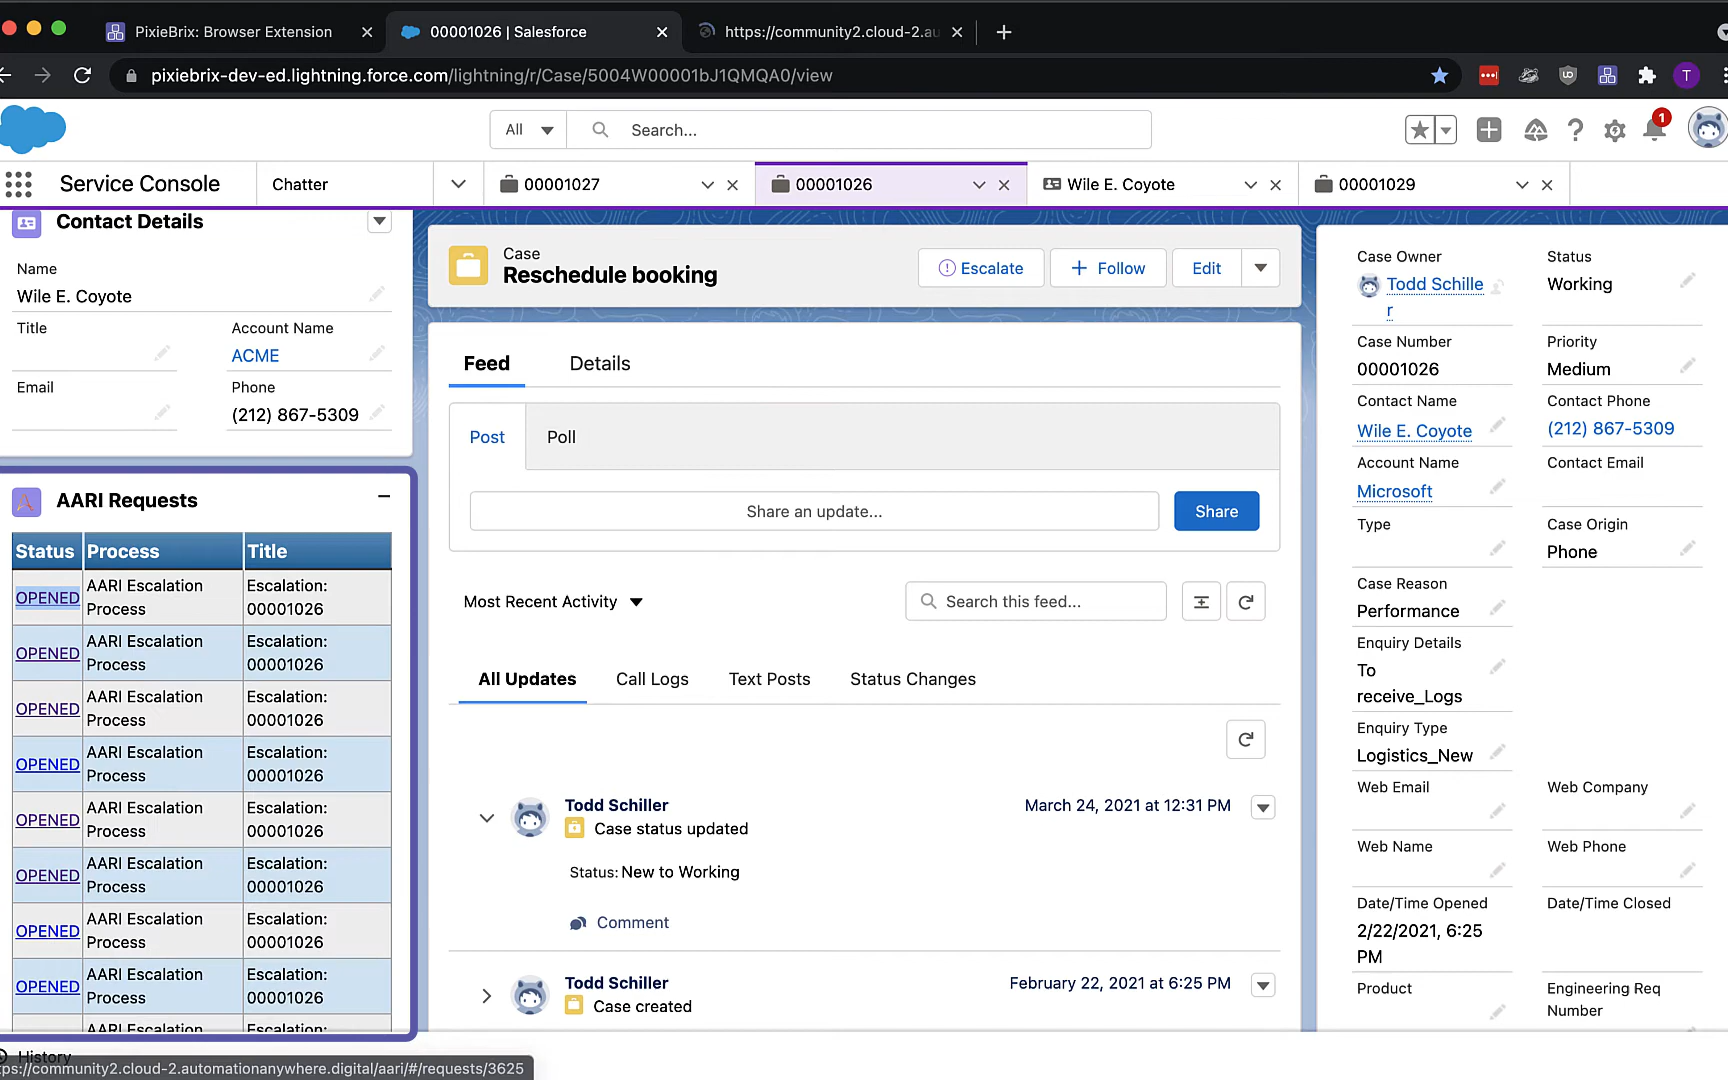 PixieBrix: Browser Extension
00001026 | Salesforce
https://community2.cloud-2.au
pixiebrix-dev-ed.lightning.force.com/lightning/r/Case/5004W00001bJ1QMQA0/view
T
All
Search...
1
Service Console
Chatter
00001027
00001026
Wile E. Coyote
00001029
Contact Details
Name
Wile E. Coyote
Title
Account Name
ACME
Email
Phone
(212) 867-5309
AARI Requests
Status Process Title
OPENED AARI Escalation Process Escalation: 00001026
OPENED AARI Escalation Process Escalation: 00001026
OPENED AARI Escalation Process Escalation: 00001026
OPENED AARI Escalation Process Escalation: 00001026
OPENED AARI Escalation Process Escalation: 00001026
OPENED AARI Escalation Process Escalation: 00001026
OPENED AARI Escalation Process Escalation: 00001026
OPENED AARI Escalation Process Escalation: 00001026
AARI Escalation Escalation:
History
ps://community2.cloud-2.automationanywhere.digital/aari/#/requests/3625
Case
Reschedule booking
Escalate
Follow
Edit
Feed
Details
Post
Poll
Share an update...
Share
Most Recent Activity
Search this feed...
All Updates
Call Logs
Text Posts
Status Changes
Todd Schiller
March 24, 2021 at 12:31 PM
Case status updated
Status: New to Working
Comment
Todd Schiller
February 22, 2021 at 6:25 PM
Case created
Case Owner
Todd Schille
r
Status
Working
Case Number
00001026
Priority
Medium
Contact Name
Wile E. Coyote
Contact Phone
(212) 867-5309
Account Name
Microsoft
Contact Email
Type
Case Origin
Phone
Case Reason
Performance
Enquiry Details
To
receive_Logs
Enquiry Type
Logistics_New
Web Email
Web Company
Web Name
Web Phone
Date/Time Opened
2/22/2021, 6:25
PM
Date/Time Closed
Product
Engineering Req
Number